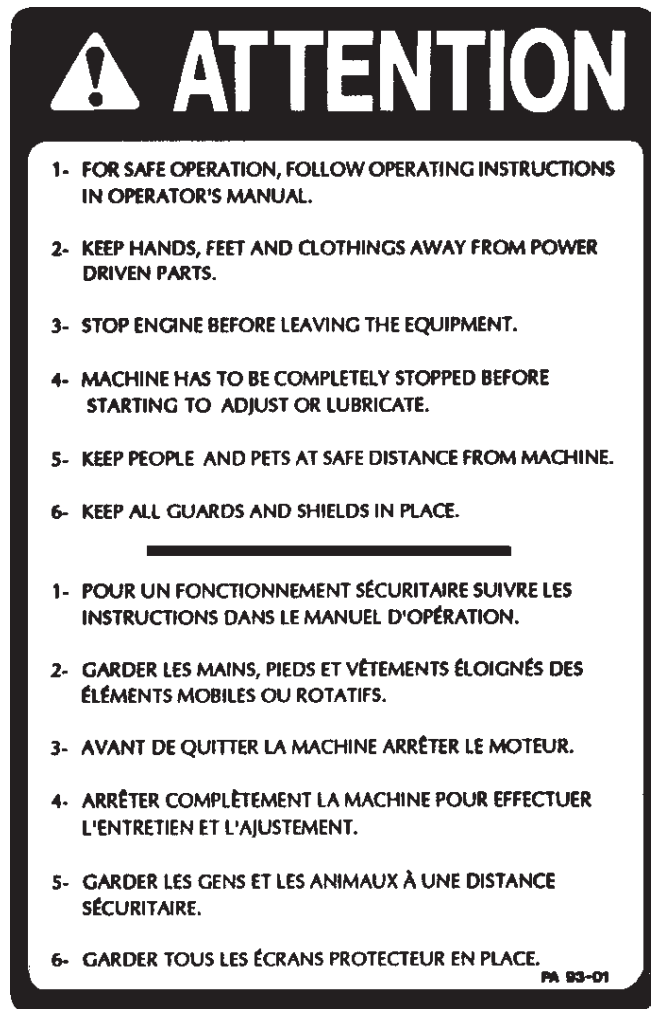 ATTENTION
1- FOR SAFE OPERATION, FOLLOW OPERATING INSTRUCTIONS
IN OPERATOR'S MANUAL.
2- KEEP HANDS, FEET AND CLOTHINGS AWAY FROM POWER
DRIVEN PARTS.
3- STOP ENGINE BEFORE LEAVING THE EQUIPMENT.
4- MACHINE HAS TO BE COMPLETELY STOPPED BEFORE
STARTING TO ADJUST OR LUBRICATE.
5- KEEP PEOPLE AND PETS AT SAFE DISTANCE FROM MACHINE.
6- KEEP ALL GUARDS AND SHIELDS IN PLACE.
1- POUR UN FONCTIONNEMENT SÉCURITAIRE SUIVRE LES
INSTRUCTIONS DANS LE MANUEL D'OPÉRATION.
2- GARDER LES MAINS, PIEDS ET VÊTEMENTS ÉLOIGNÉS DES
ÉLÉMENTS MOBILES OU ROTATIFS.
3- AVANT DE QUITTER LA MACHINE ARRÊTER LE MOTEUR.
4- ARRÊTER COMPLÈTEMENT LA MACHINE POUR EFFECTUER
L'ENTRETIEN ET L'AJUSTEMENT.
5- GARDER LES GENS ET LES ANIMAUX À UNE DISTANCE
SÉCURITAIRE.
6- GARDER TOUS LES ÉCRANS PROTECTEUR EN PLACE.
PA 93-01